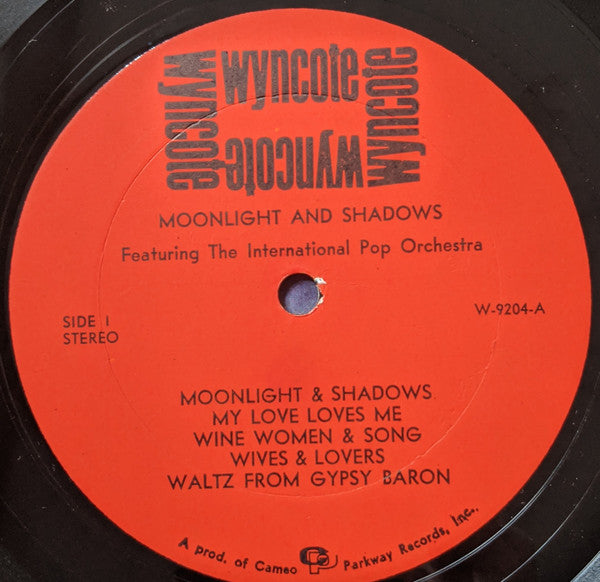 wyncote
wyncote
wyncote
wyncote
MOONLIGHT AND SHADOWS
Featuring The International Pop Orchestra
SIDE 1
STEREO
W-9204-A
MOONLIGHT & SHADOWS
MY LOVE LOVES ME
WINE WOMEN & SONG
WIVES & LOVERS
WALTZ FROM GYPSY BARON
A prod. of Cameo CP Parkway Records, Inc.